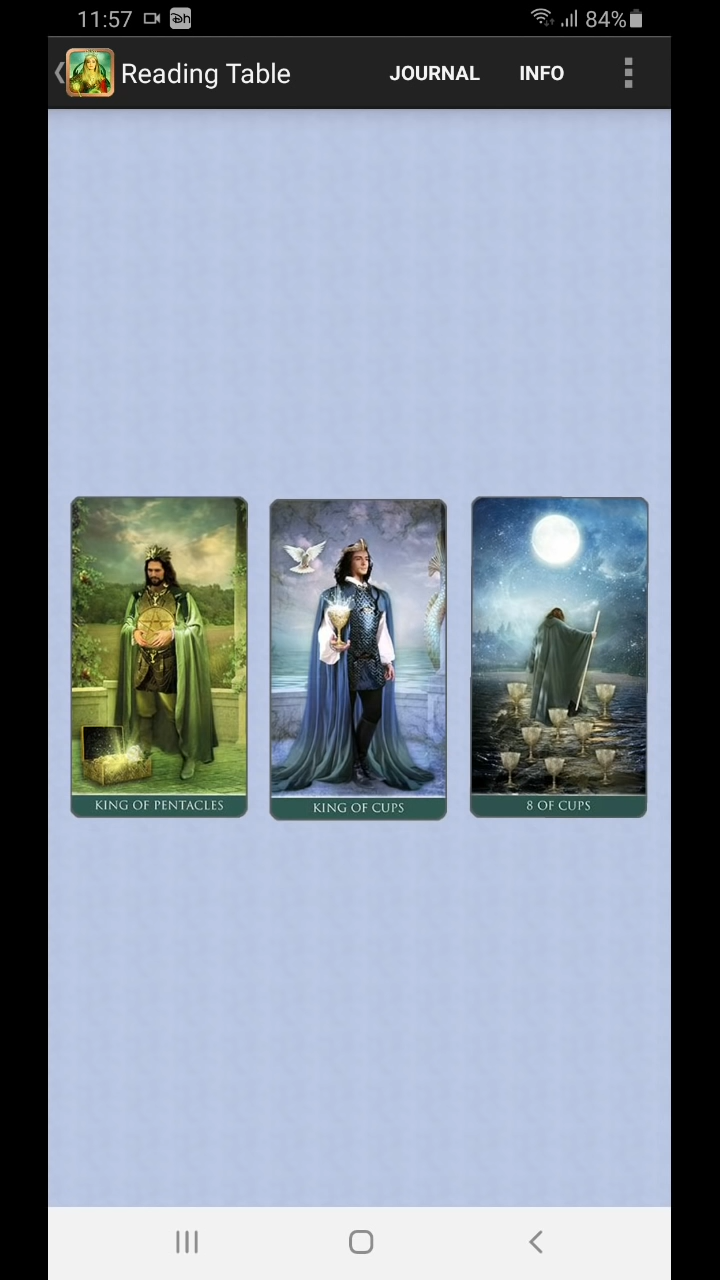 11:57
84%
Reading Table JOURNAL INFO
KING OF PENTACLES
KING OF CUPS
8 OF CUPS